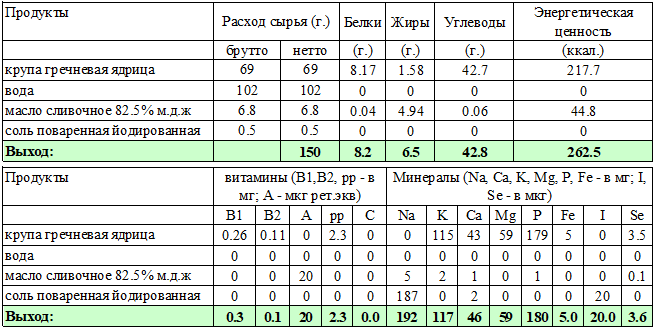 Продукты Расход сырья (г.) Белки Жиры Углеводы Энергетическая ценность
брутто нетто (г.) (г.) (г.) (ккал.)
крупа гречневая ядрица 69 69 8.17 1.58 42.7 217.7
вода 102 102 0 0 0 0
масло сливочное 82.5% м.д.ж 6.8 6.8 0.04 4.94 0.06 44.8
соль поваренная йодированная 0.5 0.5 0 0 0 0
Выход: 150 8.2 6.5 42.8 262.5
Продукты витамины (B1,B2, pp - в мг; A - мкг рет.экв) Минералы (Na, Ca, K, Mg, P, Fe - в мг; I, Se - в мкг)
B1 B2 A pp C Na K Ca Mg P Fe I Se
крупа гречневая ядрица 0.26 0.11 0 2.3 0 0 115 43 59 179 5 0 3.5
вода 0 0 0 0 0 0 0 0 0 0 0 0 0
масло сливочное 82.5% м.д.ж 0 0 20 0 0 5 2 1 0 1 0 0 0.1
соль поваренная йодированная 0 0 0 0 0 187 0 2 0 0 0 20 0
Выход: 0.3 0.1 20 2.3 0.0 192 117 46 59 180 5.0 20.0 3.6